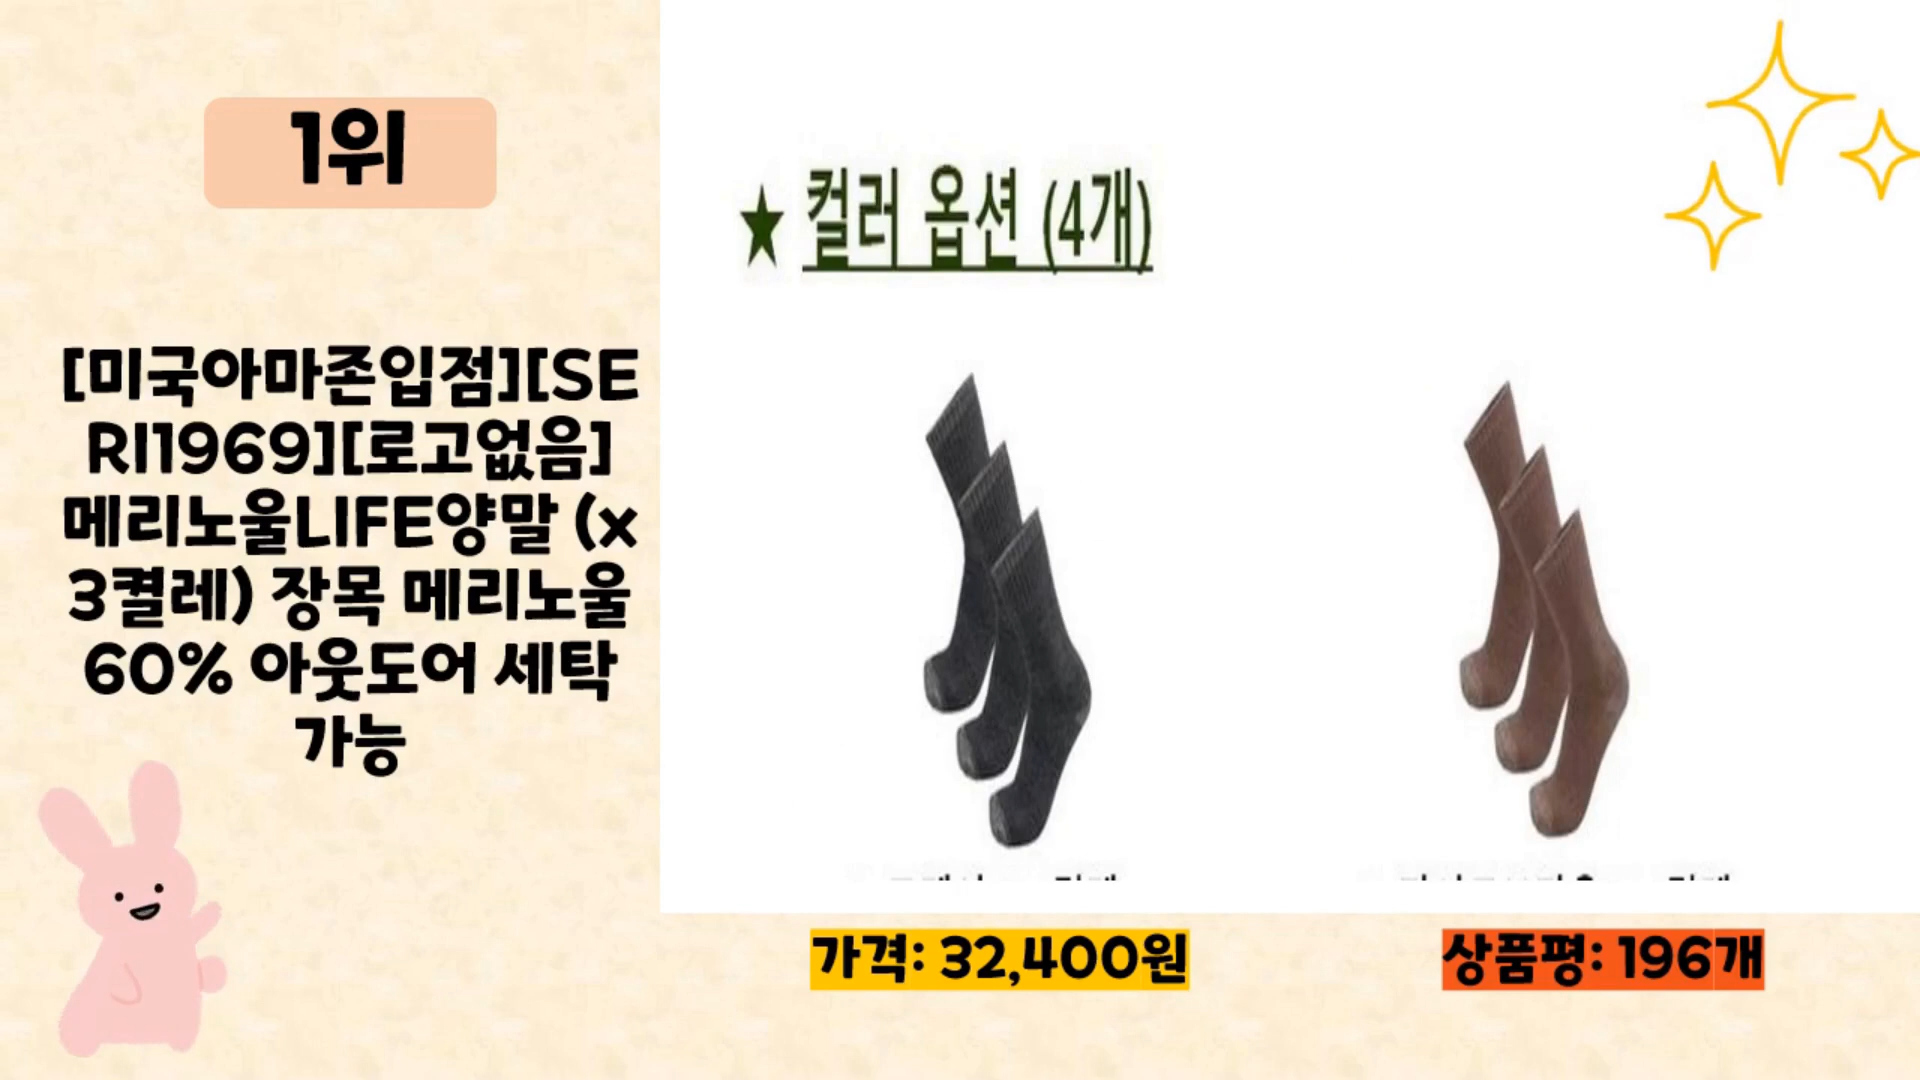 1위
[미국아마존입점][SE
RI1969][로고없음]
메리노울LIFE양말 (x
3켤레) 장목 메리노울
60% 아웃도어 세탁
가능
★ 컬러 옵션 (4개)
가격: 32,400원
상품평: 196개